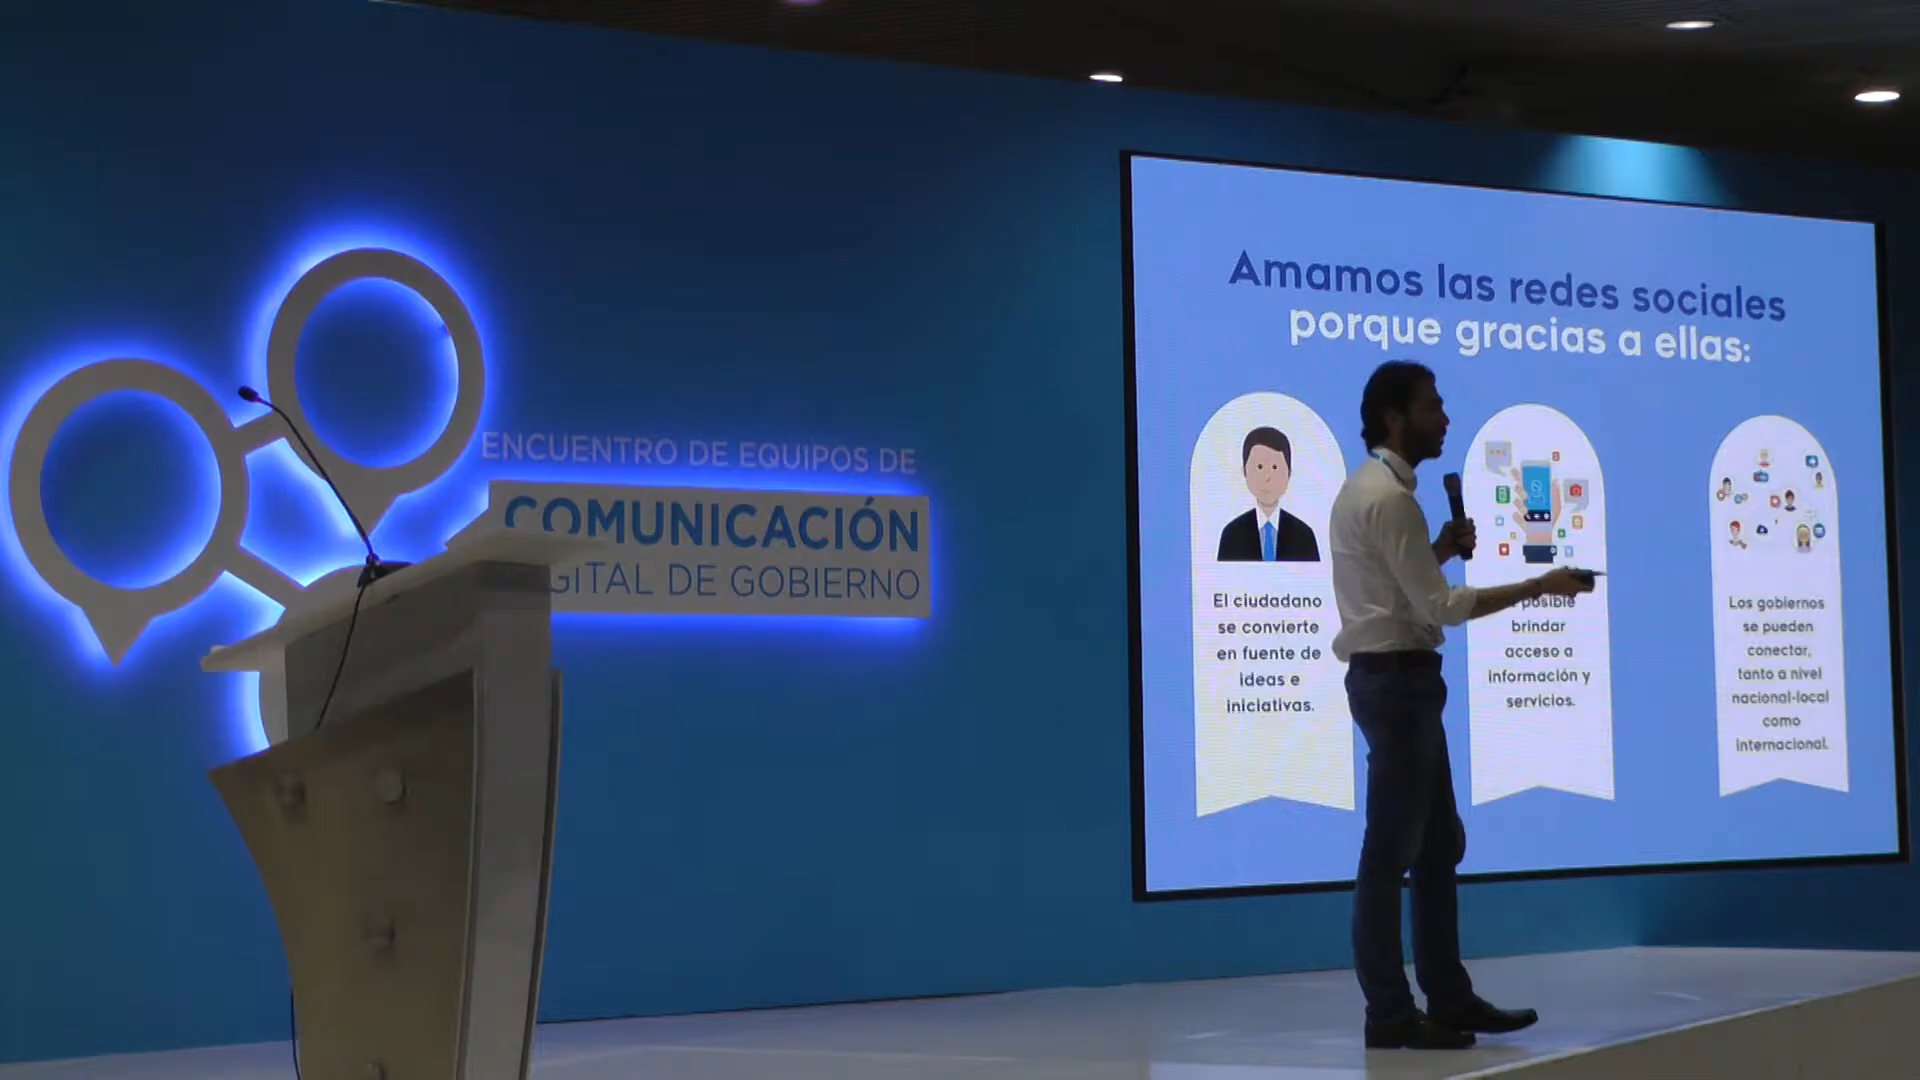 ENCUENTRO DE EQUIPOS DE
COMUNICACIÓN
GITAL DE GOBIERNO
Amamos las redes sociales
porque gracias a ellas:
El ciudadano
se convierte
en fuente de
ideas e
iniciativas.
posible
brindar
acceso a
información y
servicios.
Los gobiernos
se pueden
conectar,
tanto a nivel
nacional-local
como
internacional.